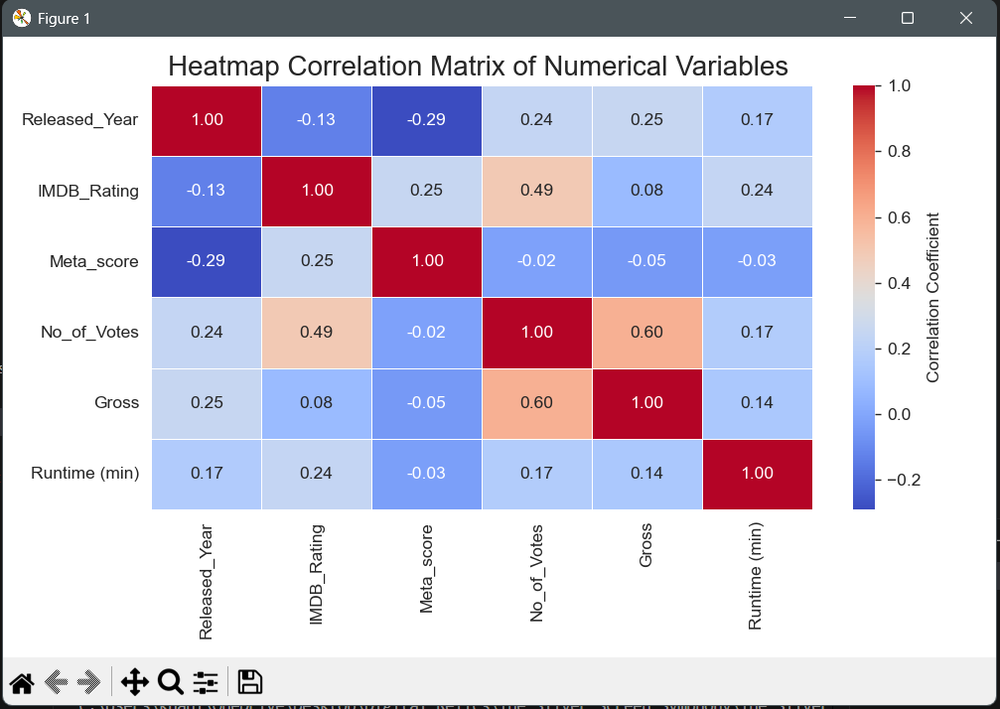 Figure 1
Heatmap Correlation Matrix of Numerical Variables
Released_Year 1.00 -0.13 -0.29 0.24 0.25 0.17
IMDB_Rating -0.13 1.00 0.25 0.49 0.08 0.24
Meta_score -0.29 0.25 1.00 -0.02 -0.05 -0.03
No_of_Votes 0.24 0.49 -0.02 1.00 0.60 0.17
Gross 0.25 0.08 -0.05 0.60 1.00 0.14
Runtime (min) 0.17 0.24 -0.03 0.17 0.14 1.00
Released_Year
IMDB_Rating
Meta_score
No_of_Votes
Gross
Runtime (min)
1.0
0.8
0.6
0.4
0.2
0.0
−0.2
Correlation Coefficient